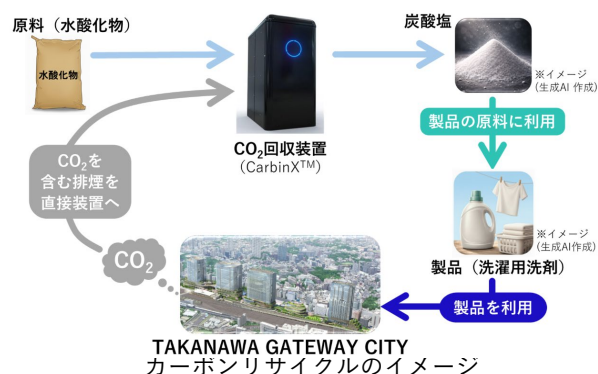 原料（水酸化物）
水酸化物
CO2回収装置
(CarbinX™)
炭酸塩
※イメージ
(生成AI 作成)
製品の原料に利用
※イメージ
(生成AI作成)
製品（洗濯用洗剤）
製品を利用
CO2を
含む排煙を
直接装置へ
CO2
TAKANAWA GATEWAY CITY
カーボンリサイクルのイメージ